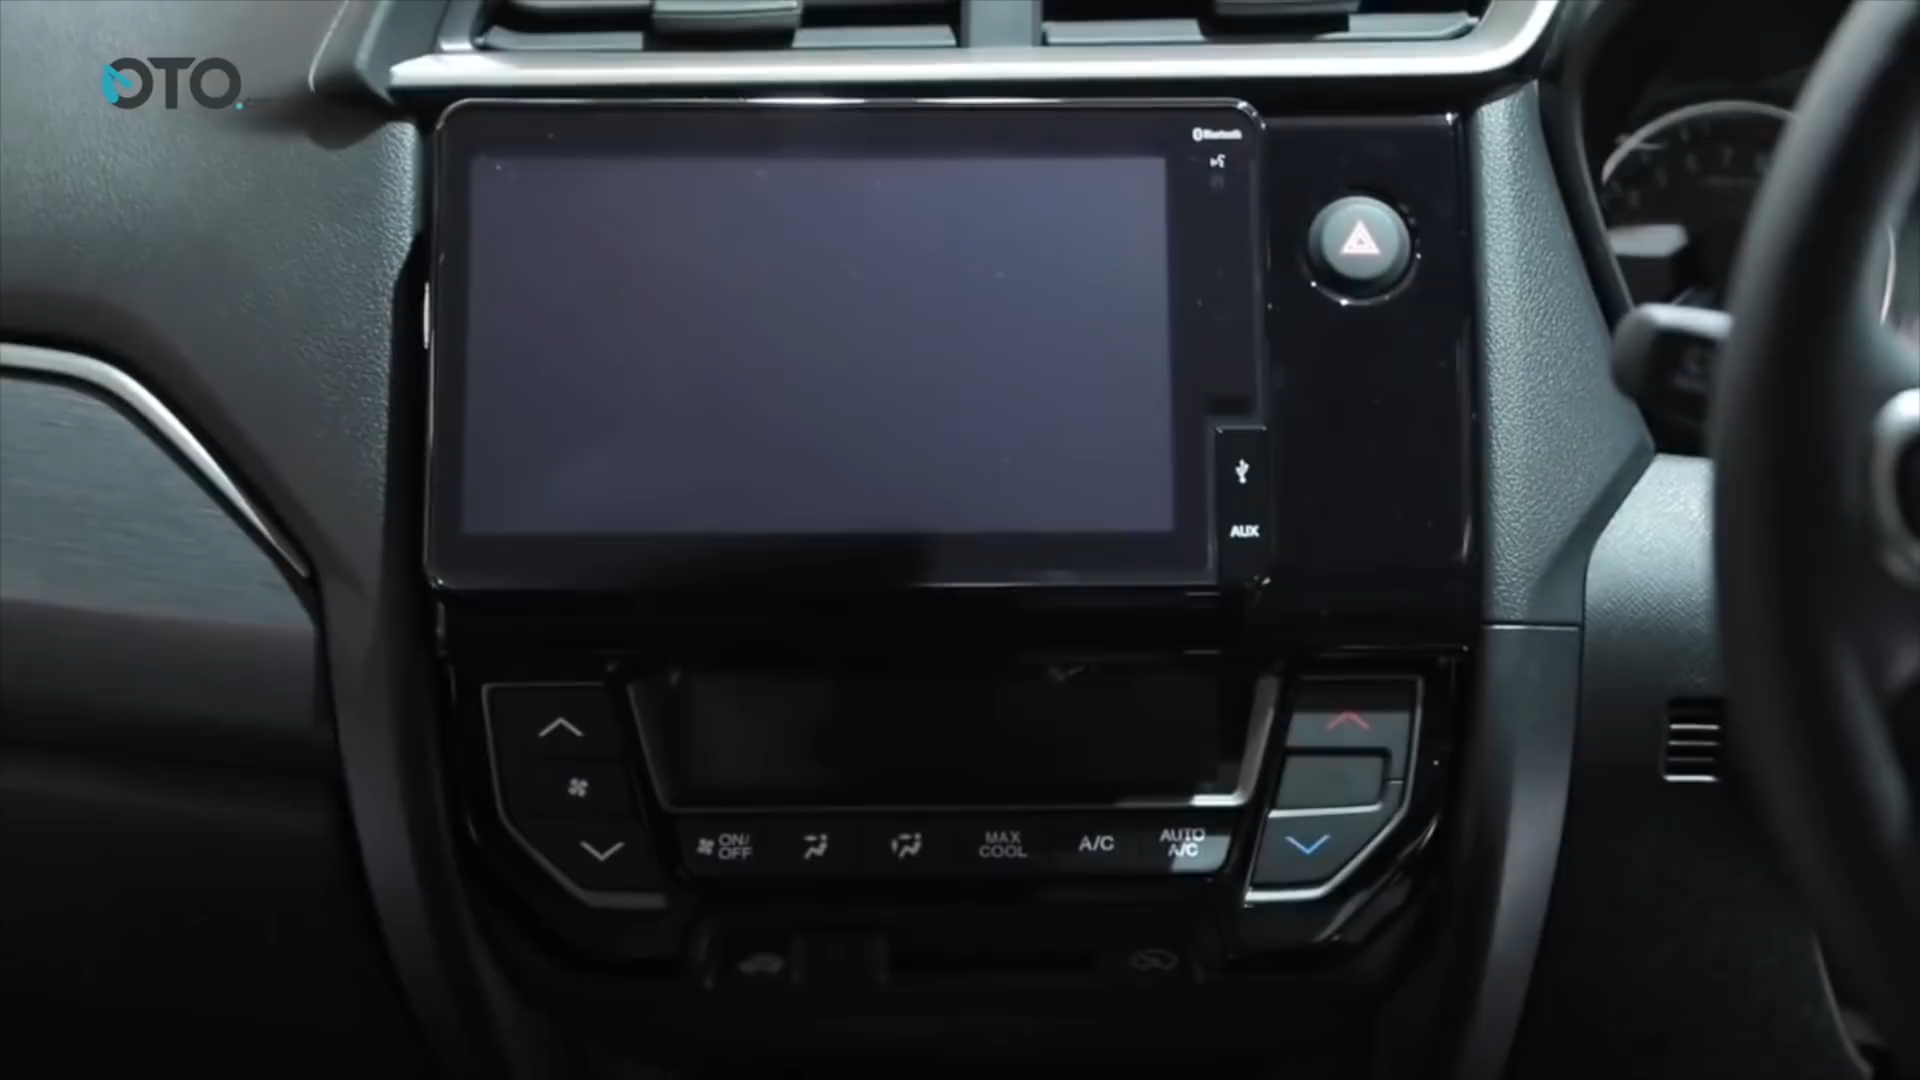 OTO.
Bluetooth
AUX
ON/
OFF
MAX
COOL
A/C
AUTO
A/C